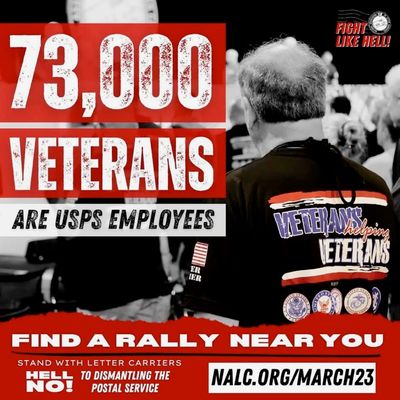 FIGHT
LIKE HELL!
73,000
VETERANS
ARE USPS EMPLOYEES
VETERANS
helping
VETERANS
FIND A RALLY NEAR YOU
STAND WITH LETTER CARRIERS
HELL NO! TO DISMANTLING THE
POSTAL SERVICE
NALC.ORG/MARCH23